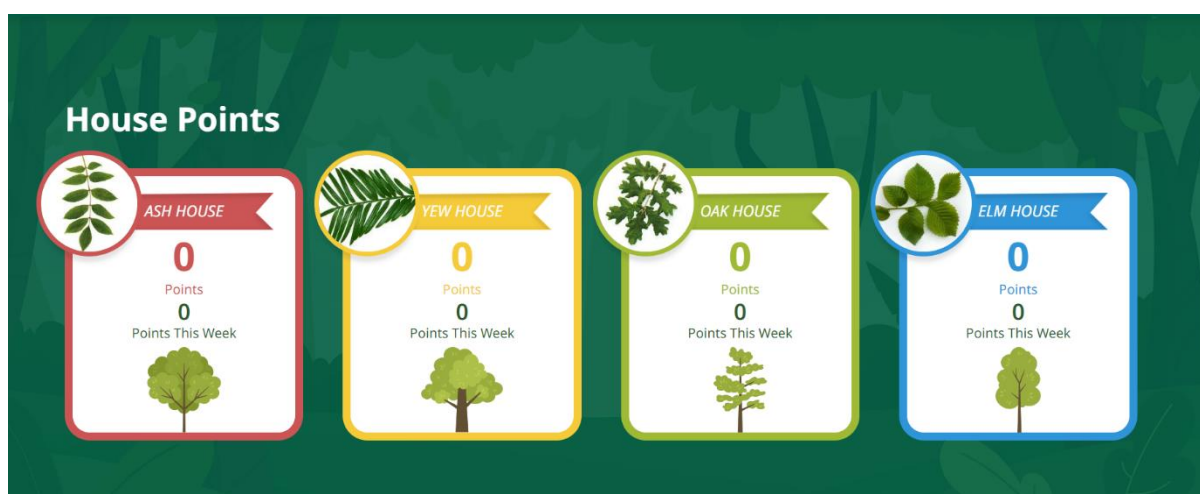 House Points
ASH HOUSE
0
Points
0
Points This Week
YEW HOUSE
0
Points
0
Points This Week
OAK HOUSE
0
Points
0
Points This Week
ELM HOUSE
0
Points
0
Points This Week